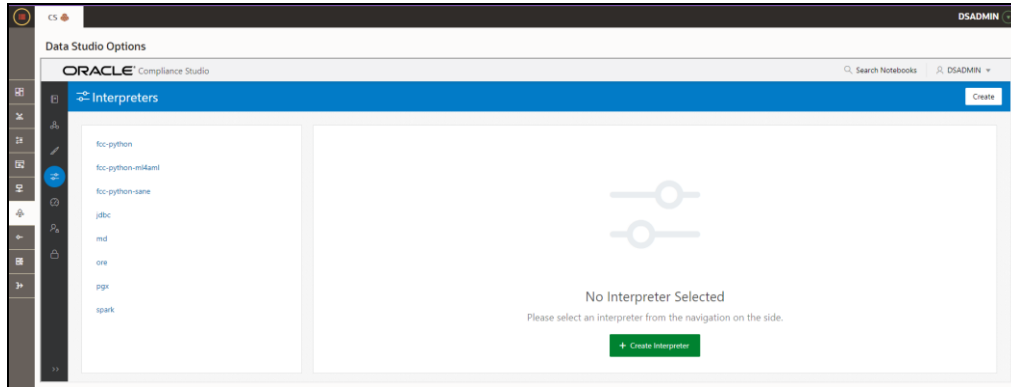 CS
DSADMIN
Data Studio Options
ORACLE Compliance Studio
Search Notebooks
DSADMIN
Interpreters
Create
fcc-python
fcc-python-ml4aml
fcc-python-sane
jdbc
md
ore
pgx
spark
No Interpreter Selected
Please select an interpreter from the navigation on the side.
+ Create Interpreter
>>